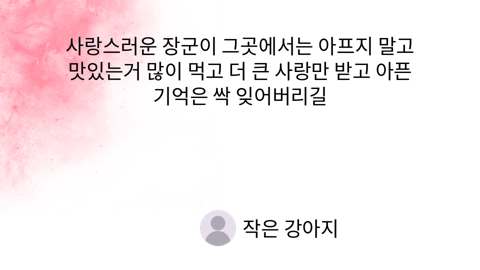 사랑스러운 장군이 그곳에서는 아프지 말고
맛있는거 많이 먹고 더 큰 사랑만 받고 아픈
기억은 싹 잊어버리길
작은 강아지